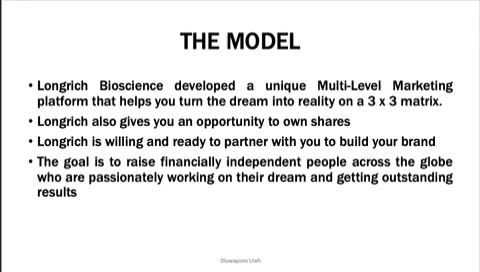 THE MODEL
• Longrich Bioscience developed a unique Multi-Level Marketing
platform that helps you turn the dream into reality on a 3 x 3 matrix.
• Longrich also gives you an opportunity to own shares
• Longrich is willing and ready to partner with you to build your brand
• The goal is to raise financially independent people across the globe
who are passionately working on their dream and getting outstanding
results
Oluwayomi Utah